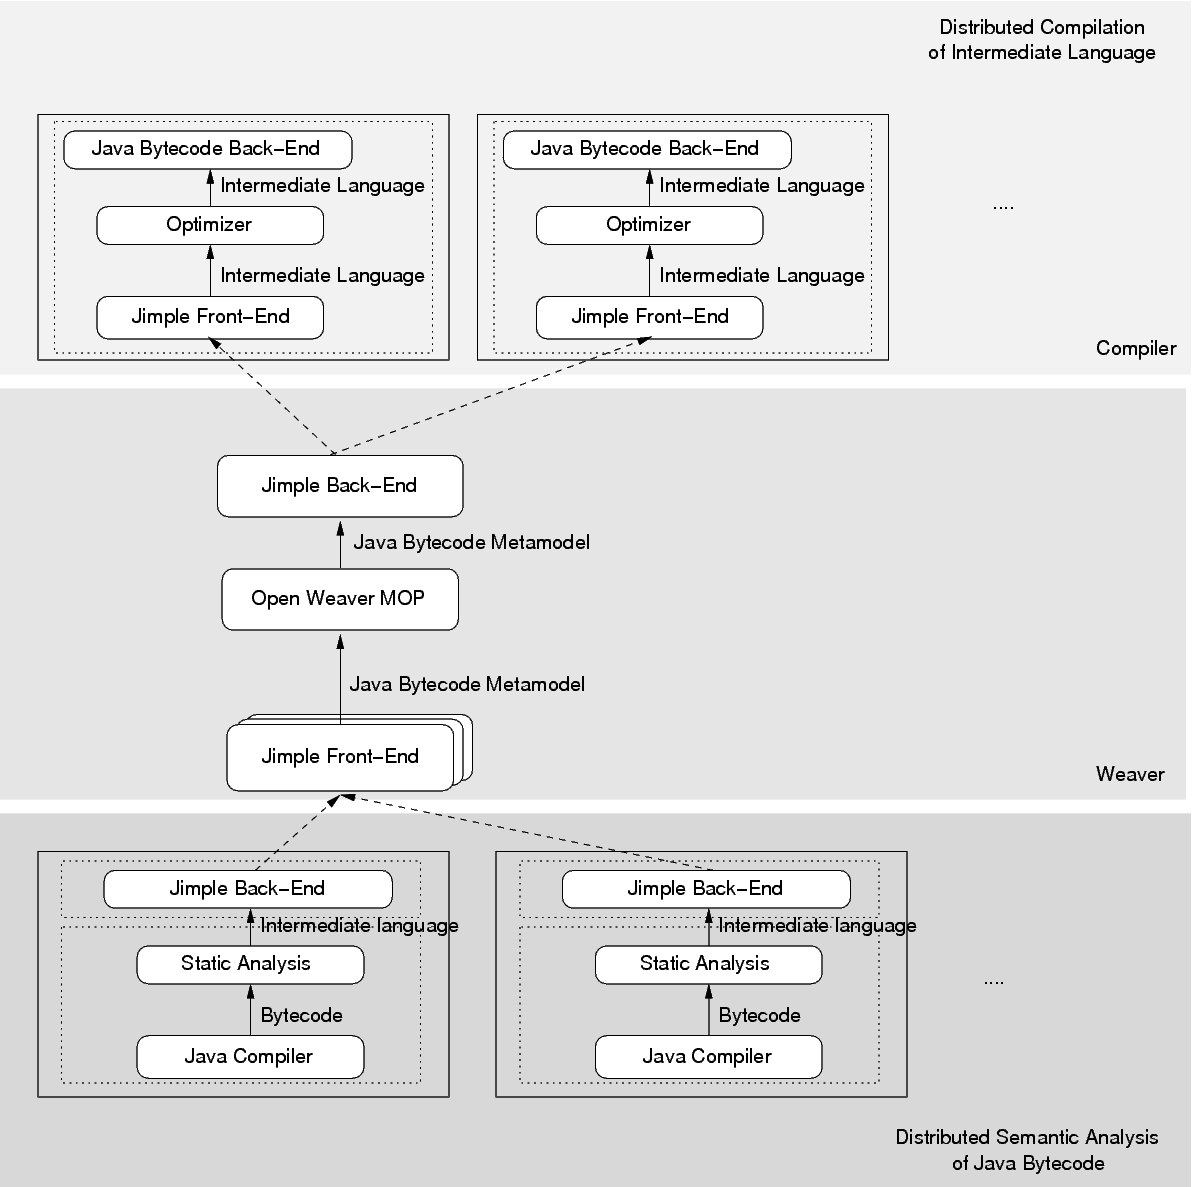 Distributed Compilation
of Intermediate Language
Java Bytecode Back–End
Intermediate Language
Optimizer
Intermediate Language
Jimple Front–End
Java Bytecode Back–End
Intermediate Language
Optimizer
Intermediate Language
Jimple Front–End
....
Compiler
Jimple Back–End
Java Bytecode Metamodel
Open Weaver MOP
Java Bytecode Metamodel
Jimple Front–End
Weaver
Jimple Back–End
Intermediate language
Static Analysis
Bytecode
Java Compiler
Jimple Back–End
Intermediate language
Static Analysis
Bytecode
Java Compiler
....
Distributed Semantic Analysis
of Java Bytecode